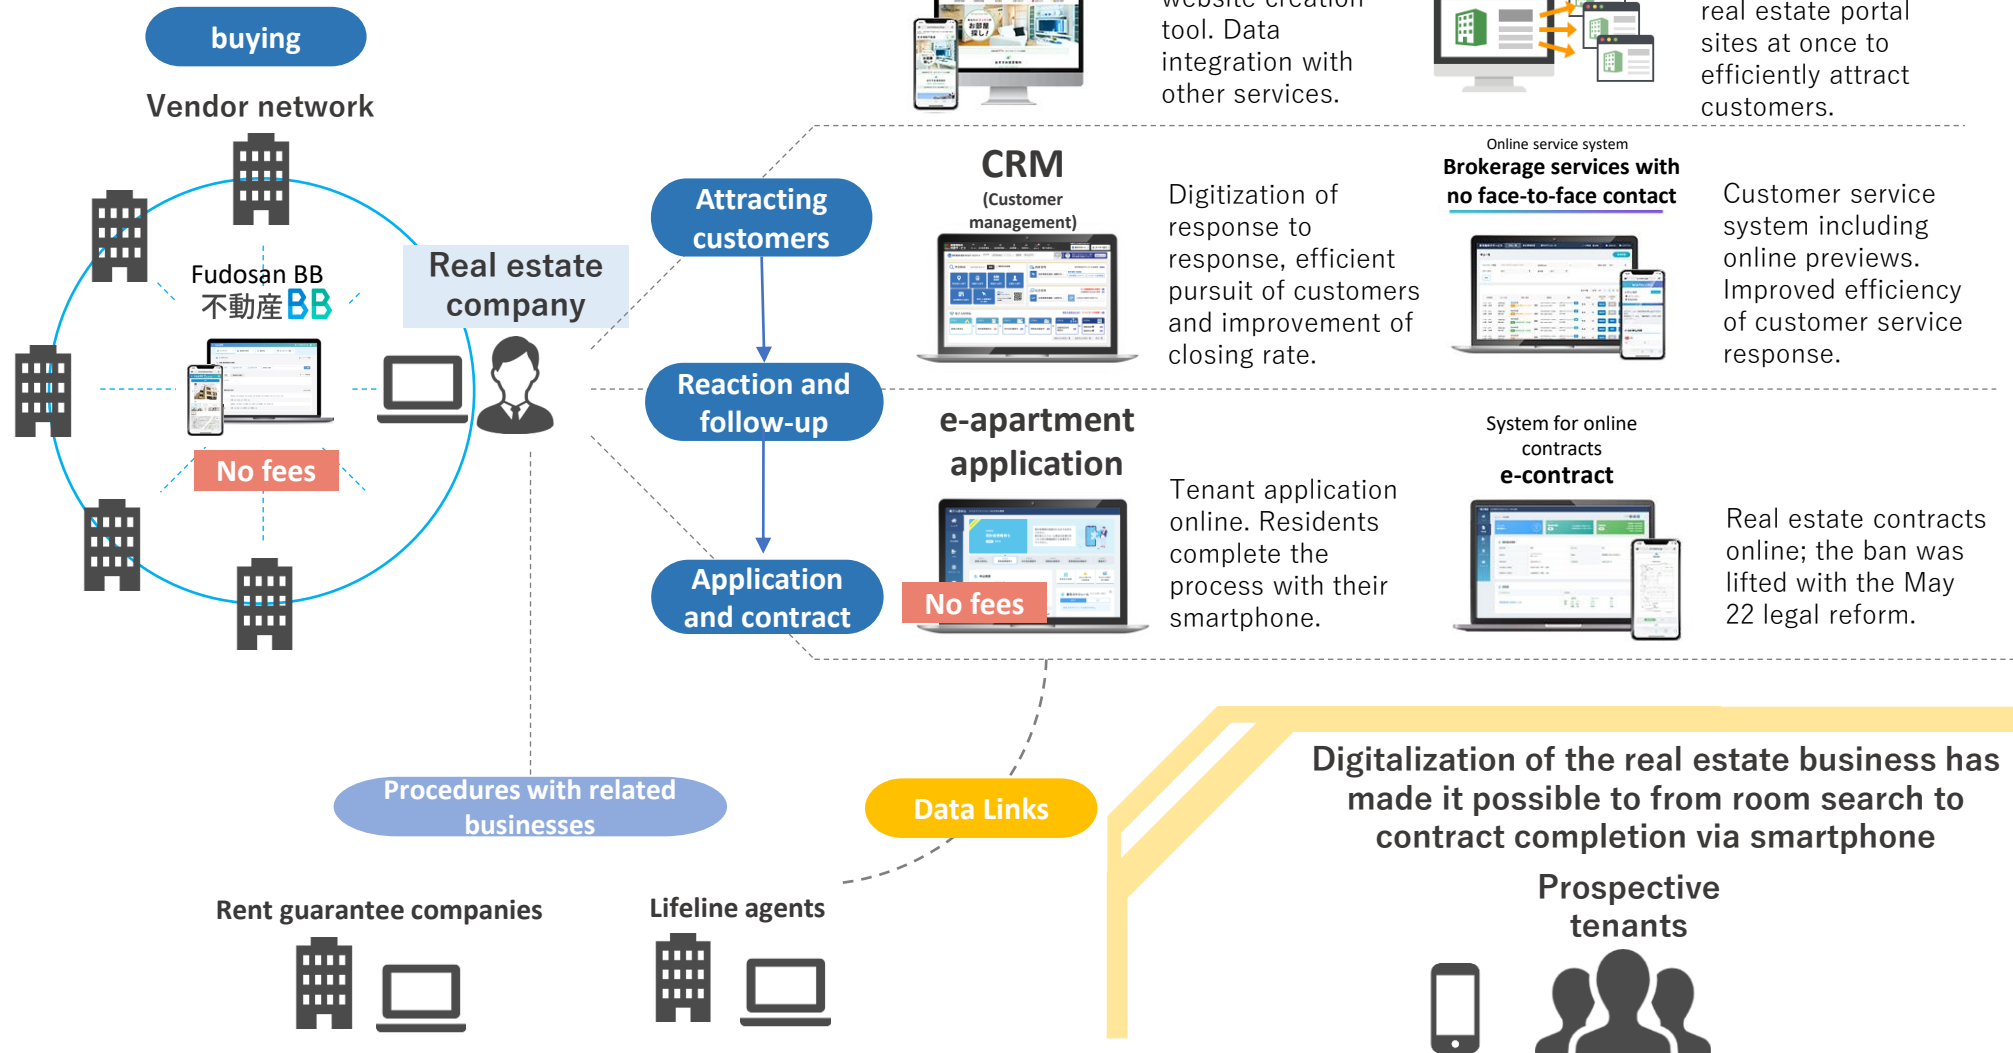 buying
Vendor network
Fudosan BB
不動産BB
No fees
Real estate
company
website creation
tool. Data
integration with
other services.
real estate portal
sites at once to
efficiently attract
customers.
お部屋
探し!
Attracting
customers
CRM
(Customer
management)
Digitization of
response to
response, efficient
pursuit of customers
and improvement of
closing rate.
Online service system
Brokerage services with
no face-to-face contact
Customer service
system including
online previews.
Improved efficiency
of customer service
response.
Reaction and
follow-up
Application
and contract
e-apartment
application
No fees
Tenant application
online. Residents
complete the
process with their
smartphone.
System for online
contracts
e-contract
Real estate contracts
online; the ban was
lifted with the May
22 legal reform.
Procedures with related
businesses
Data Links
Rent guarantee companies
Lifeline agents
Digitalization of the real estate business has
made it possible to from room search to
contract completion via smartphone
Prospective
tenants